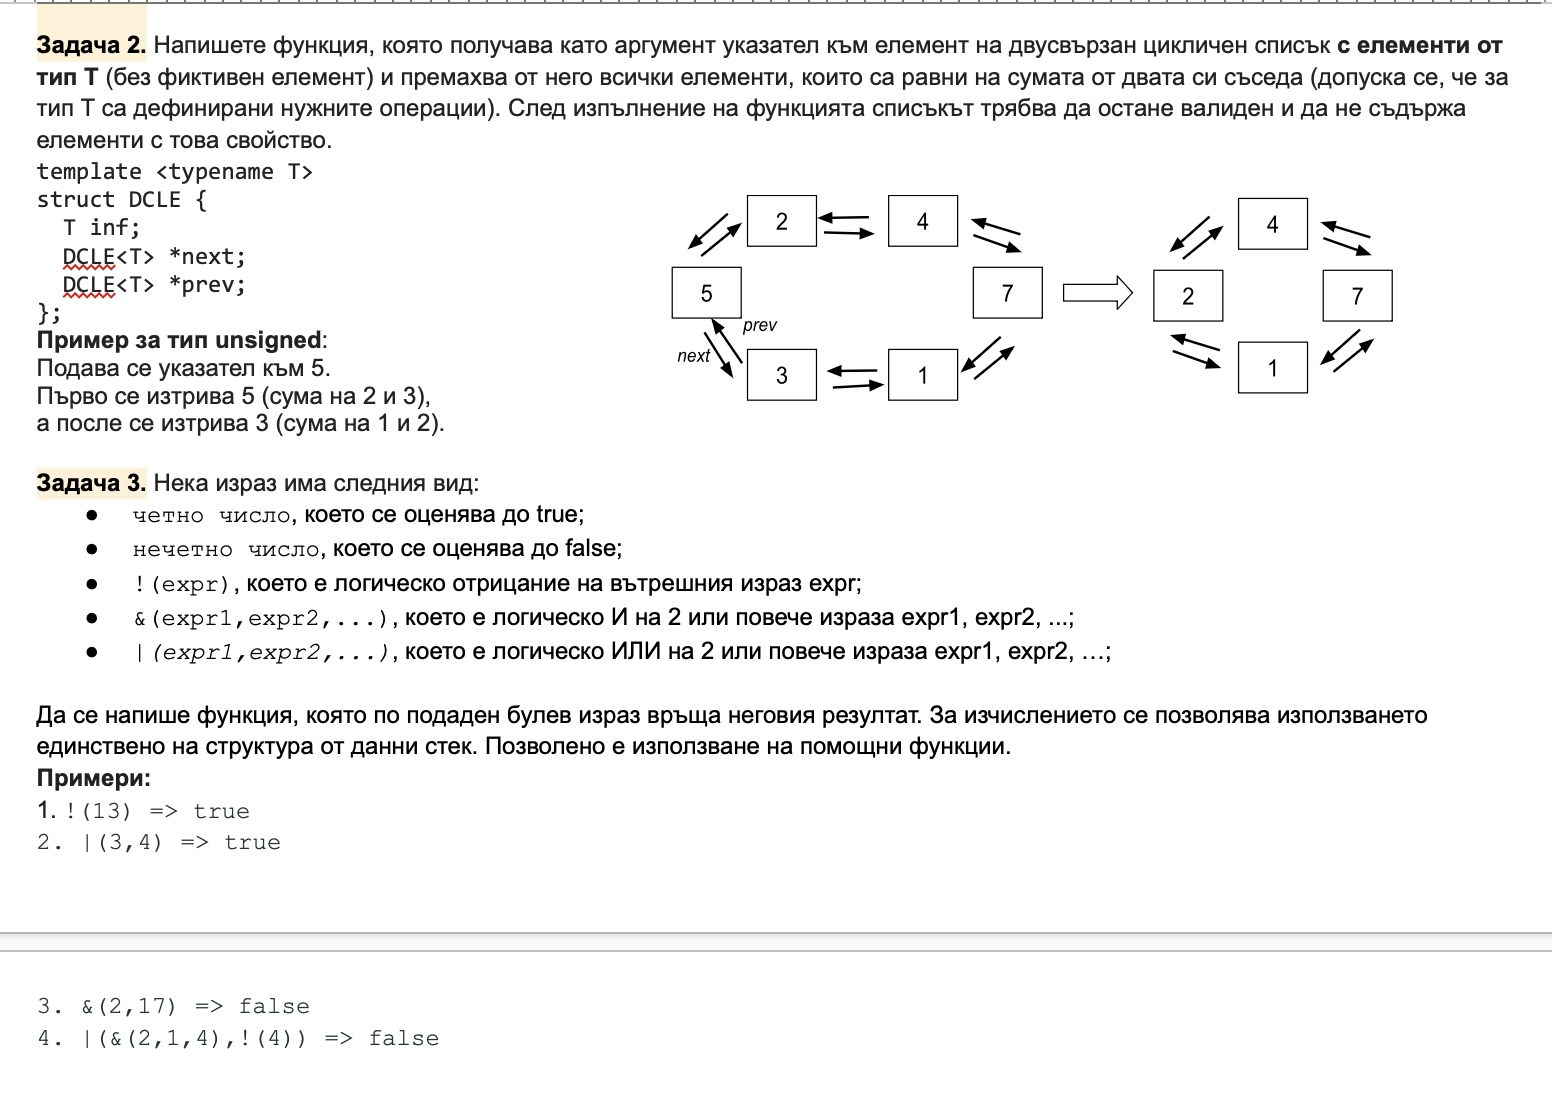 Задача 2. Напишете функция, която получава като аргумент указател към елемент на двусвързан цикличен списък с елементи от
тип T (без фиктивен елемент) и премахва от него всички елементи, които са равни на сумата от двата си съседа (допуска се, че за
тип T са дефинирани нужните операции). След изпълнение на функцията списъкът трябва да остане валиден и да не съдържа
елементи с това свойство.
template <typename T>
struct DCLE {
T inf;
DCLE<T> *next;
DCLE<T> *prev;
};
Пример за тип unsigned:
Подава се указател към 5.
Първо се изтрива 5 (сума на 2 и 3),
а после се изтрива 3 (сума на 1 и 2).
2 4
5 7
prev
next
3 1
4
2 7
1
Задача 3. Нека израз има следния вид:
● четно число, което се оценява до true;
● нечетно число, което се оценява до false;
● !(expr), което е логическо отрицание на вътрешния израз expr;
● &(expr1,expr2,...), което е логическо И на 2 или повече израза expr1, expr2, ...;
● |(expr1,expr2,...), което е логическо ИЛИ на 2 или повече израза expr1, expr2, …;
Да се напише функция, която по подаден булев израз връща неговия резултат. За изчислението се позволява използването
единствено на структура от данни стек. Позволено е използване на помощни функции.
Примери:
1. !(13) => true
2. |(3,4) => true
3. &(2,17) => false
4. |(&(2,1,4),!(4)) => false